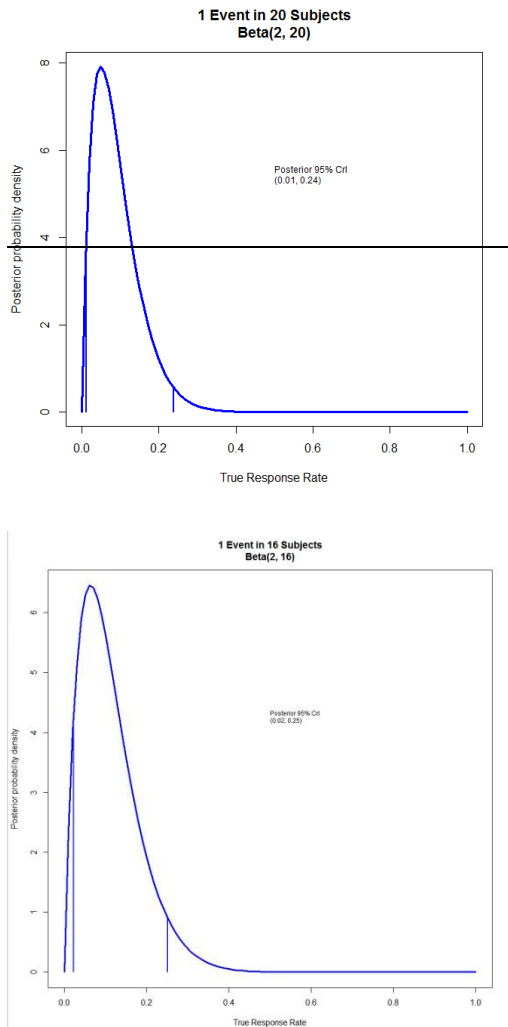 1 Event in 20 Subjects
Beta(2, 20)
Posterior probability density
8
6
4
2
0
Posterior 95% CrI
(0.01, 0.24)
0.0 0.2 0.4 0.6 0.8 1.0
True Response Rate
1 Event in 16 Subjects
Beta(2, 16)
Posterior probability density
6
5
4
3
2
1
0
Posterior 95% CrI
(0.02, 0.25)
0.0 0.2 0.4 0.6 0.8 1.0
True Response Rate